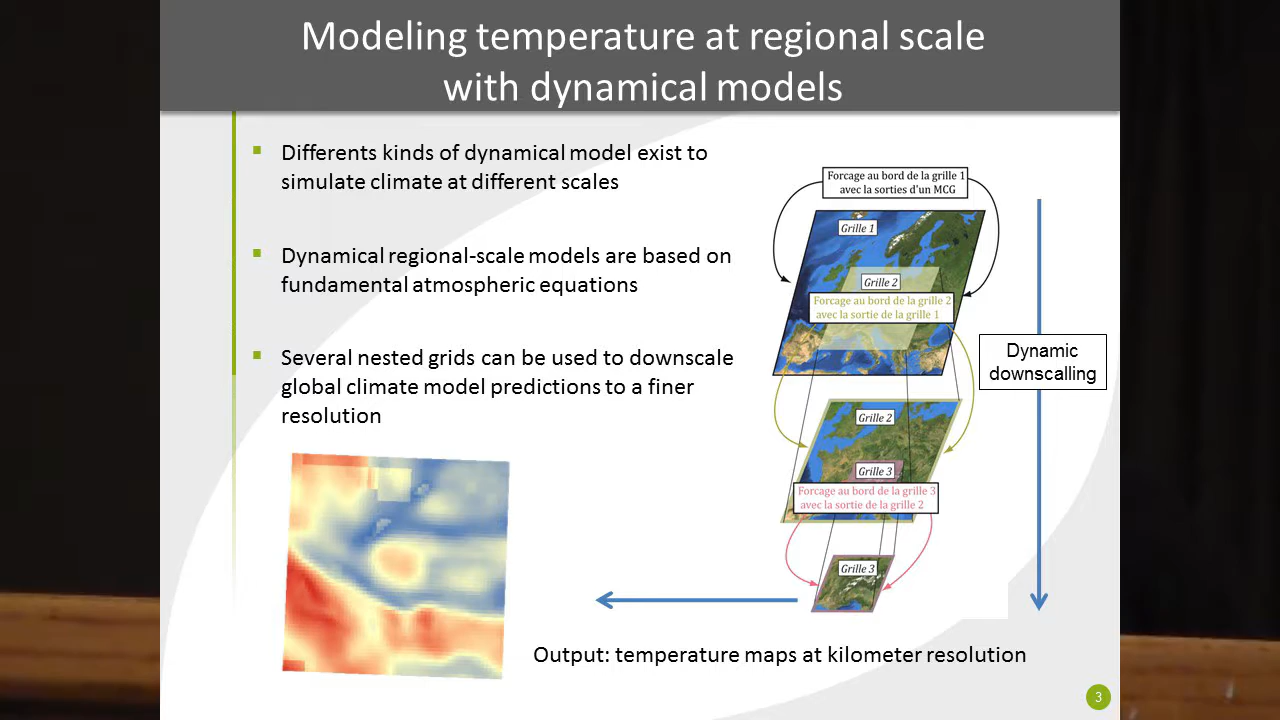 Modeling temperature at regional scale
with dynamical models
▪ Differents kinds of dynamical model exist to
simulate climate at different scales
▪ Dynamical regional-scale models are based on
fundamental atmospheric equations
▪ Several nested grids can be used to downscale
global climate model predictions to a finer
resolution
Forcage au bord de la grille 1
avec la sorties d'un MCG
Grille 1
Grille 2
Forcage au bord de la grille 2
avec la sortie de la grille 1
Dynamic
downscalling
Grille 2
Grille 3
Forcage au bord de la grille 3
avec la sortie de la grille 2
Grille 3
Output: temperature maps at kilometer resolution
3